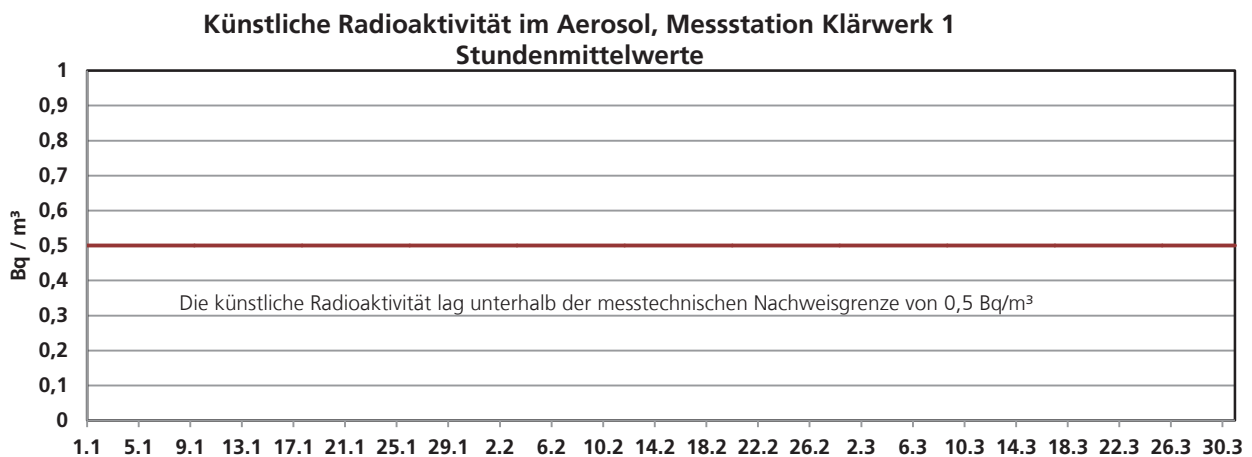 Künstliche Radioaktivität im Aerosol, Messstation Klärwerk 1
Stundenmittelwerte
1
0,9
0,8
0,7
0,6
0,5
0,4
0,3
0,2
0,1
0
Bq / m³
Die künstliche Radioaktivität lag unterhalb der messtechnischen Nachweisgrenze von 0,5 Bq/m³
1.1 5.1 9.1 13.1 17.1 21.1 25.1 29.1 2.2 6.2 10.2 14.2 18.2 22.2 26.2 2.3 6.3 10.3 14.3 18.3 22.3 26.3 30.3